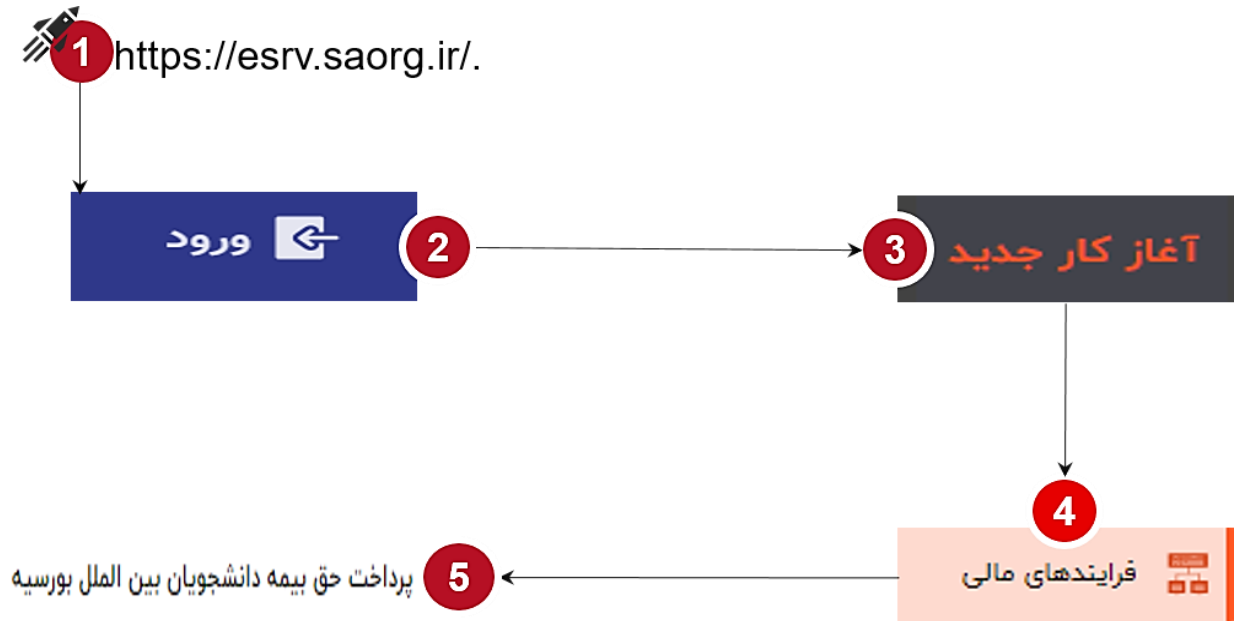 1 https://esrv.saorg.ir/.
ورود 2
3 آغاز کار جدید
4
فرایندهای مالی
5 پرداخت حق بیمه دانشجویان بین الملل بورسیه